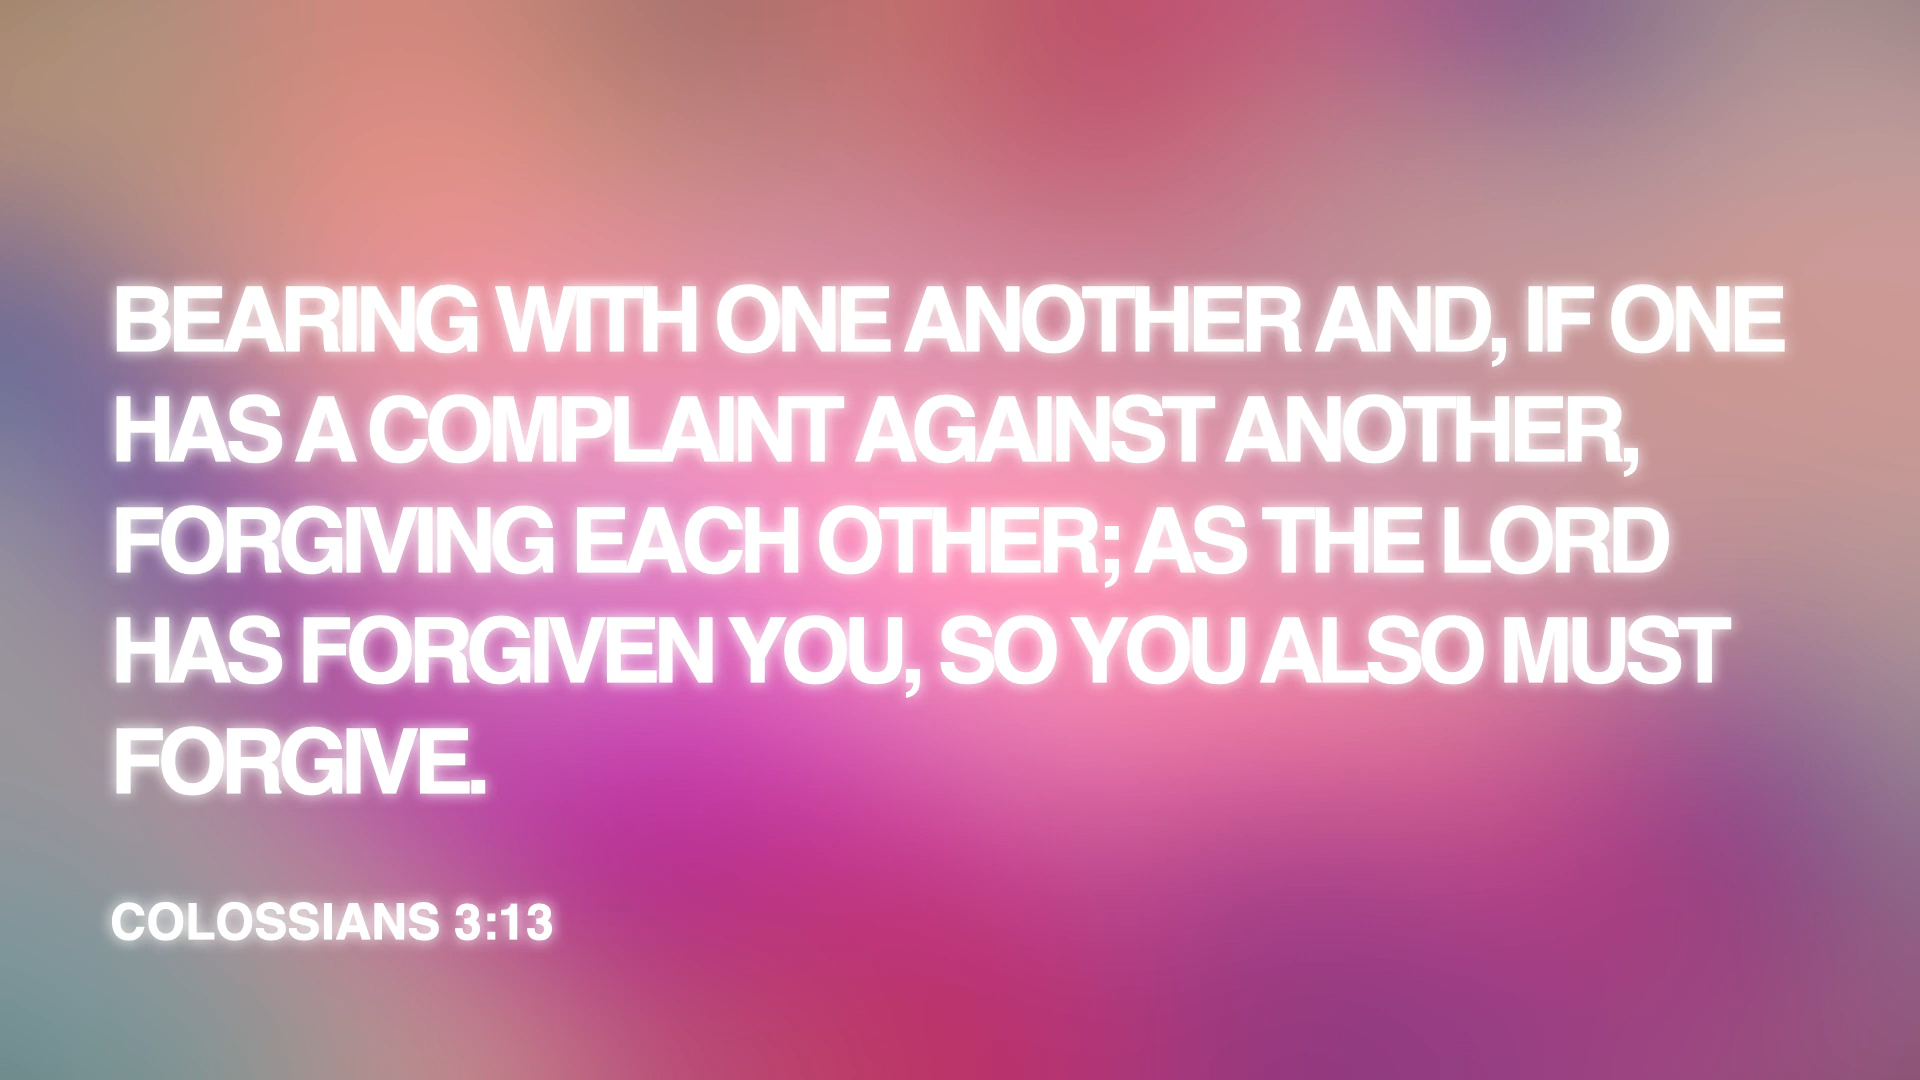 BEARING WITH ONE ANOTHER AND, IF ONE
HAS A COMPLAINT AGAINST ANOTHER,
FORGIVING EACH OTHER; AS THE LORD
HAS FORGIVEN YOU, SO YOU ALSO MUST
FORGIVE.
COLOSSIANS 3:13